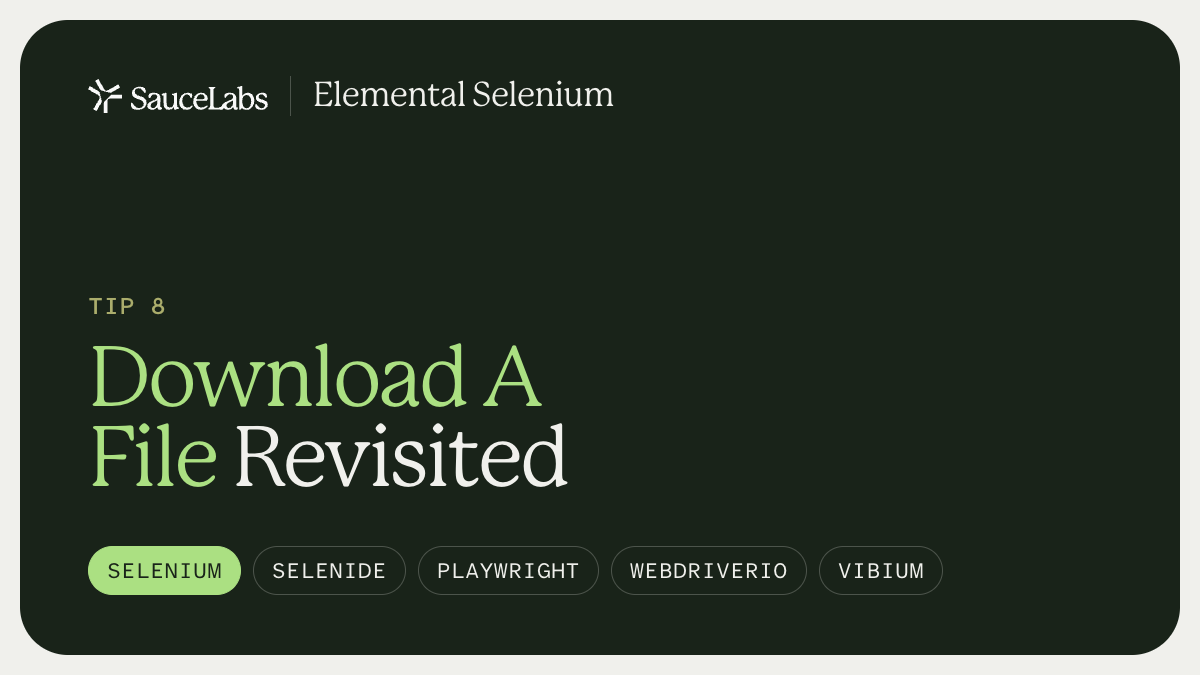 SauceLabs
Elemental Selenium
TIP 8
Download A
File Revisited
SELENIUM
SELENIDE
PLAYWRIGHT
WEBDRIVERIO
VIBIUM